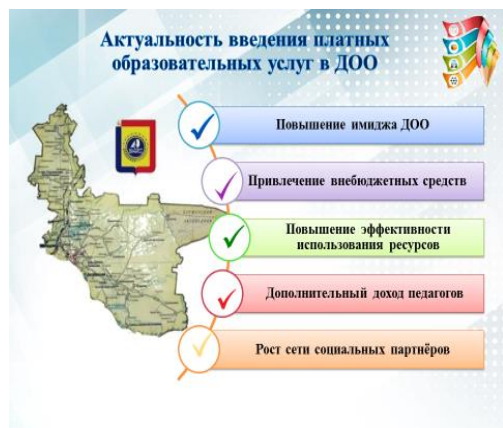 Актуальность введения платных
образовательных услуг в ДОО
Повышение имиджа ДОО
Привлечение внебюджетных средств
Повышение эффективности
использования ресурсов
Дополнительный доход педагогов
Рост сети социальных партнёров